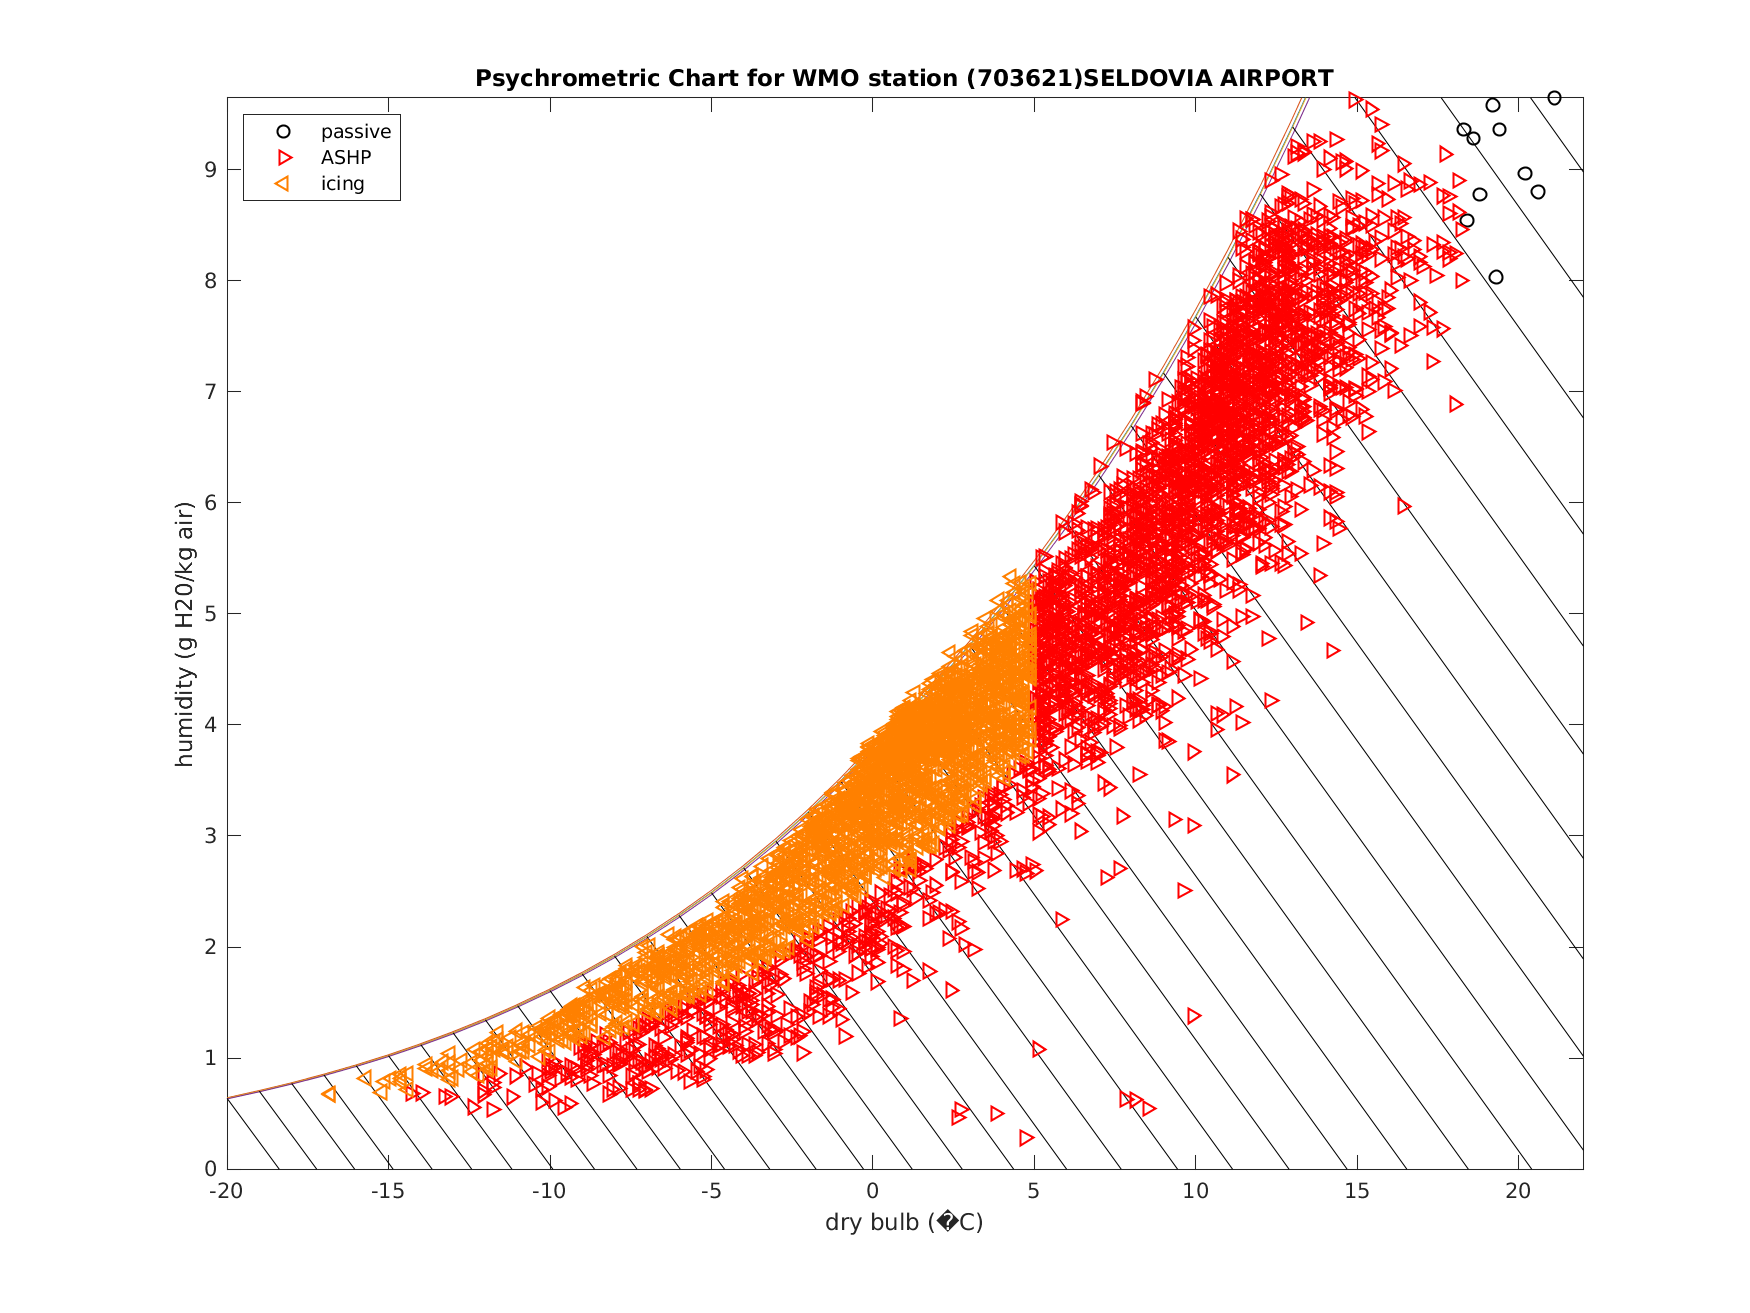 Psychrometric Chart for WMO station (703621)SELDOVIA AIRPORT
passive
ASHP
icing
humidity (g H20/kg air)
9
8
7
6
5
4
3
2
1
0
-20 -15 -10 -5 0 5 10 15 20
dry bulb (�C)